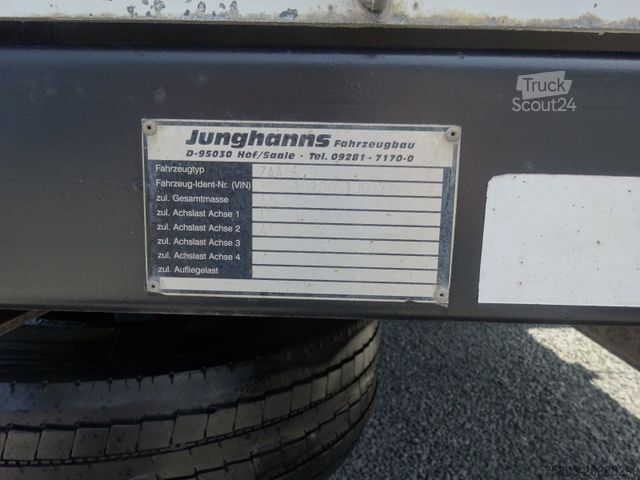 Truck
Scout24
Junghanns Fahrzeugbau
D-95030 Hof/Saale · Tel. 09281 - 7170-0
Fahrzeugtyp
Fahrzeug-Ident-Nr. (VIN)
zul. Gesamtmasse
zul. Achslast Achse 1
zul. Achslast Achse 2
zul. Achslast Achse 3
zul. Achslast Achse 4
zul. Aufliegelast